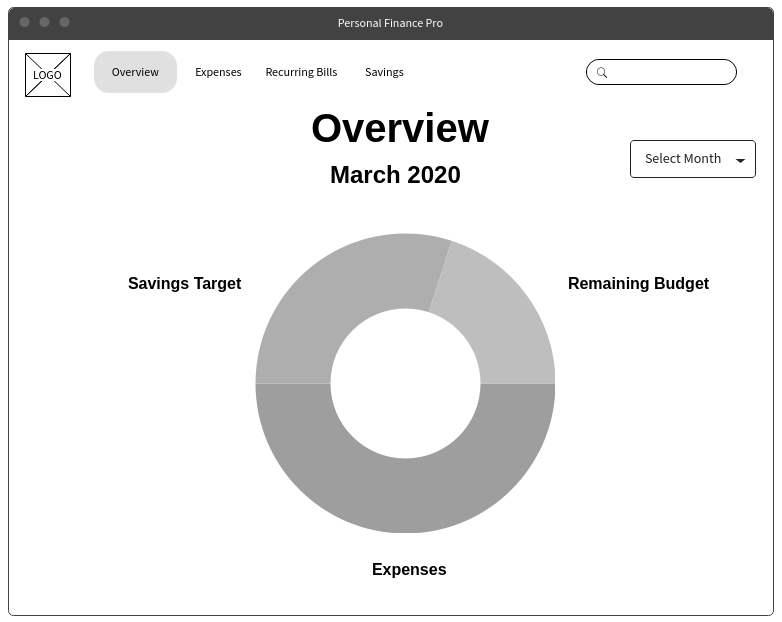 Personal Finance Pro
LOGO
Overview
Expenses
Recurring Bills
Savings
Overview
March 2020
Select Month
Savings Target
Remaining Budget
Expenses